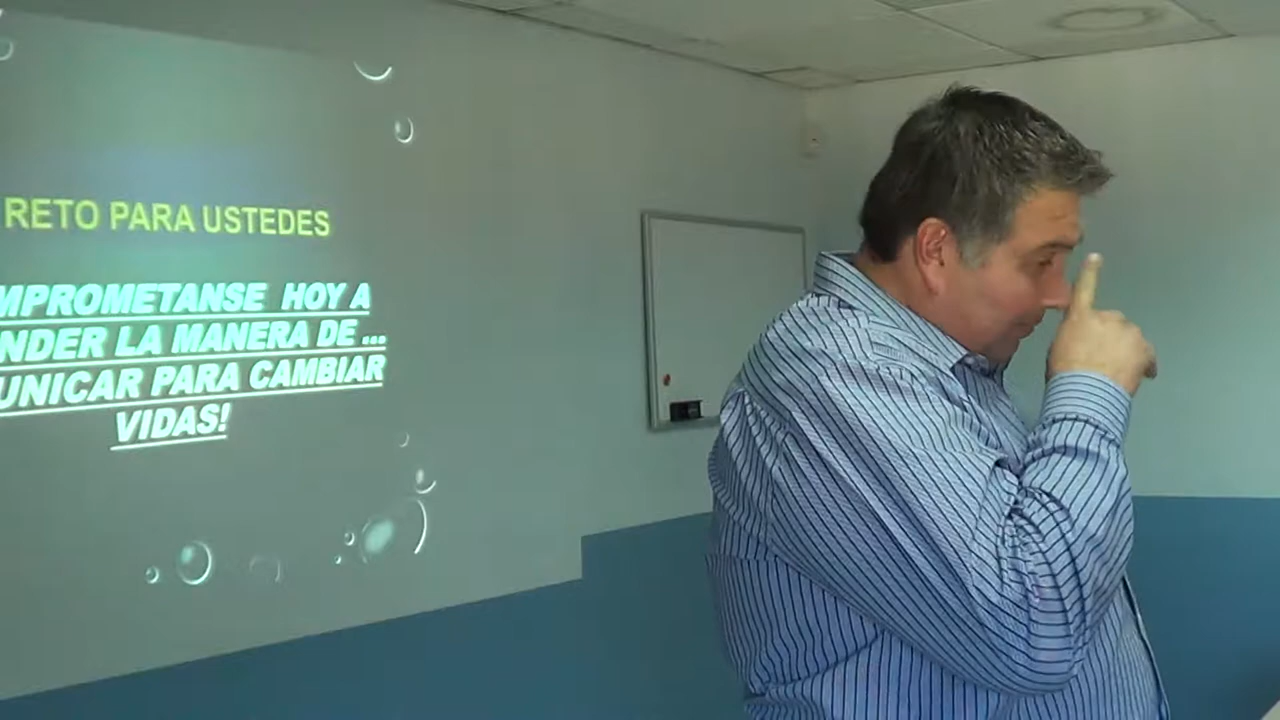 RETO PARA USTEDES
MPROMETANSE HOY A
NDER LA MANERA DE ...
UNICAR PARA CAMBIAR
VIDAS!